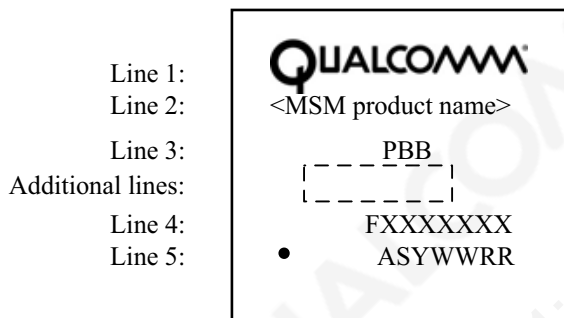 Line 1: QUALCOMM®
Line 2: <MSM product name>
Line 3: PBB
Additional lines:
Line 4: FXXXXXXX
Line 5: • ASYWWRR